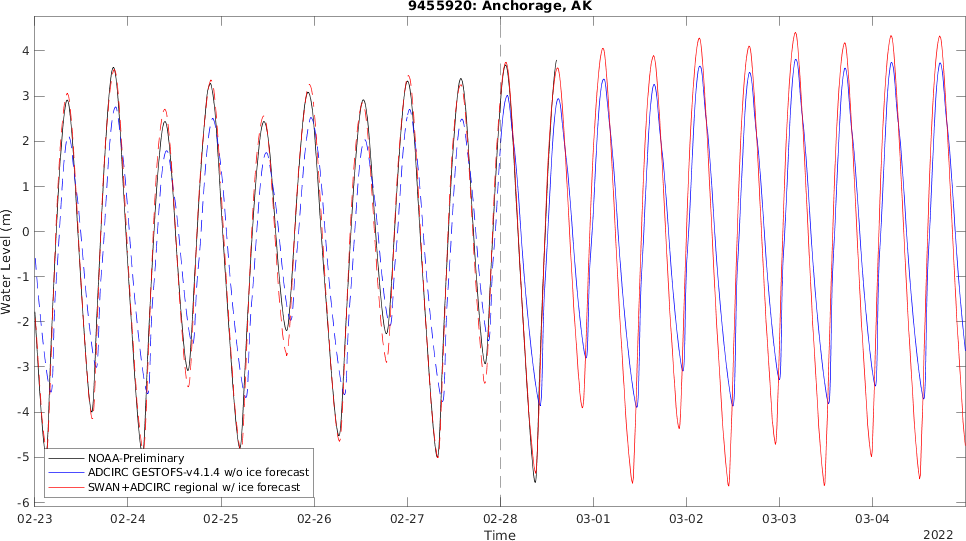 9455920: Anchorage, AK
Water Level (m)
4
3
2
1
0
-1
-2
-3
-4
-5
-6
NOAA-Preliminary
ADCIRC GESTOFS-v4.1.4 w/o ice forecast
SWAN+ADCIRC regional w/ ice forecast
02-23 02-24 02-25 02-26 02-27 02-28 03-01 03-02 03-03 03-04
Time
2022